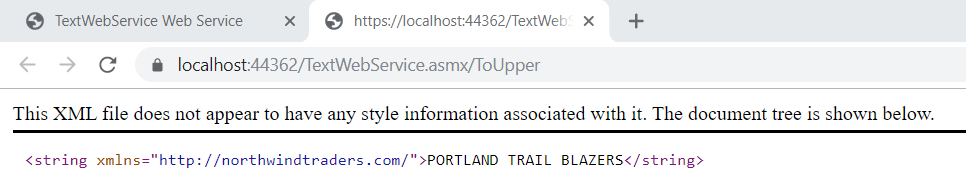 TextWebService Web Service
https://localhost:44362/TextWebS
localhost:44362/TextWebService.asmx/ToUpper
This XML file does not appear to have any style information associated with it. The document tree is shown below.
<string xmlns="http://northwindtraders.com/">PORTLAND TRAIL BLAZERS</string>